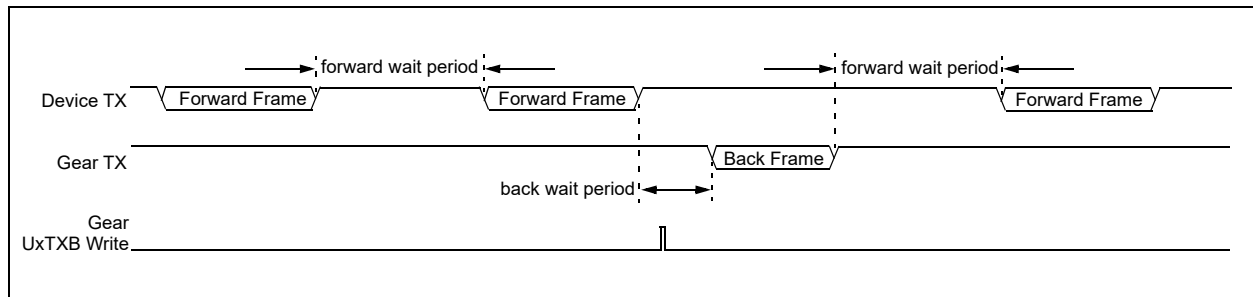 forward wait period
forward wait period
Device TX
Forward Frame
Forward Frame
Forward Frame
Gear TX
Back Frame
back wait period
Gear
UxTXB Write